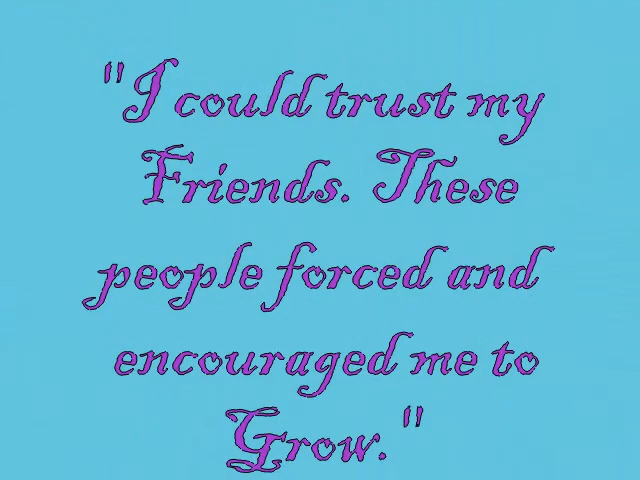 "I could trust my
Friends. These
people forced and
encouraged me to
Grow."